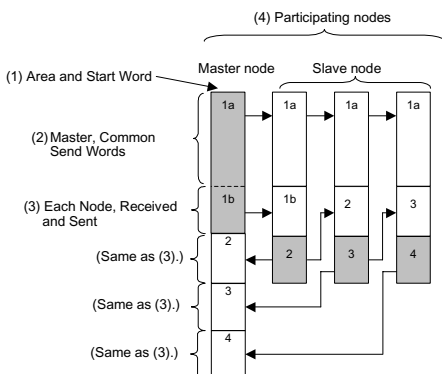 (4) Participating nodes
(1) Area and Start Word
Master node
Slave node
1a
1a
1a
1a
(2) Master, Common
Send Words
(3) Each Node, Received
and Sent
1b
1b
2
3
(Same as (3).)
2
2
3
4
(Same as (3).)
3
(Same as (3).)
4